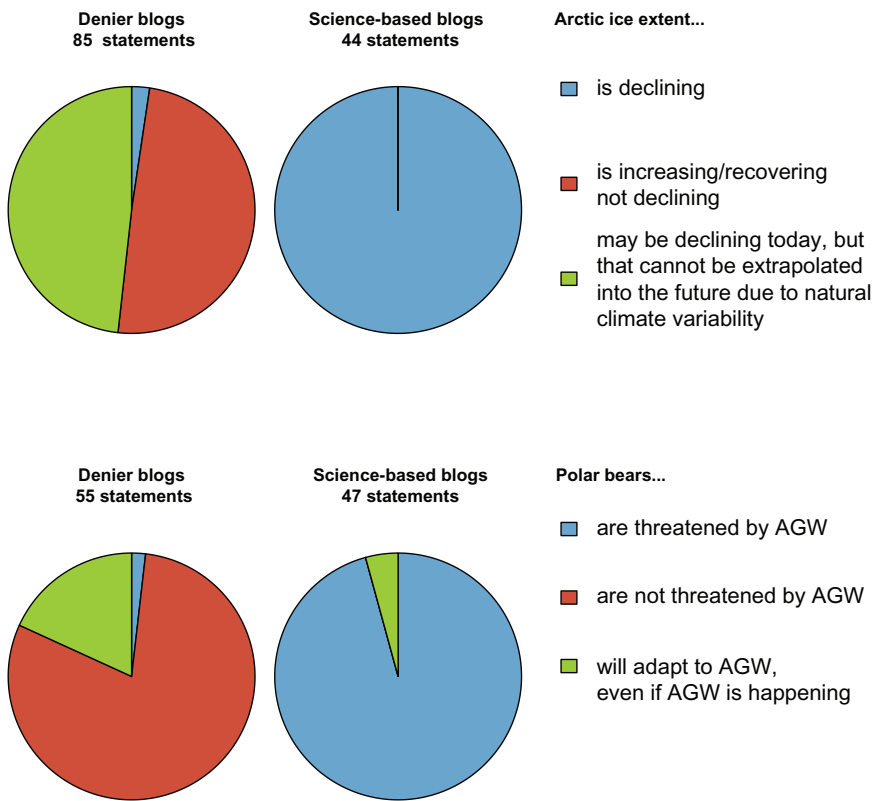 Denier blogs
85 statements
Science-based blogs
44 statements
Arctic ice extent...
is declining
is increasing/recovering
not declining
may be declining today, but
that cannot be extrapolated
into the future due to natural
climate variability
Denier blogs
55 statements
Science-based blogs
47 statements
Polar bears...
are threatened by AGW
are not threatened by AGW
will adapt to AGW,
even if AGW is happening